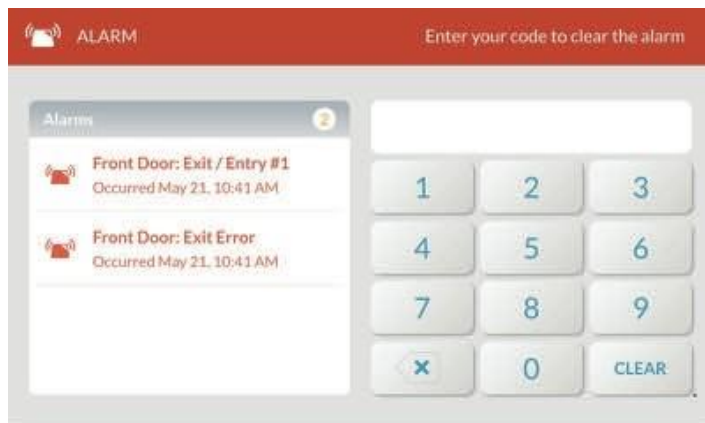 ALARM
Enter your code to clear the alarm
Alarms 2
Front Door: Exit / Entry #1
Occurred May 21, 10:41 AM
Front Door: Exit Error
Occurred May 21, 10:41 AM
1 2 3
4 5 6
7 8 9
x 0 CLEAR